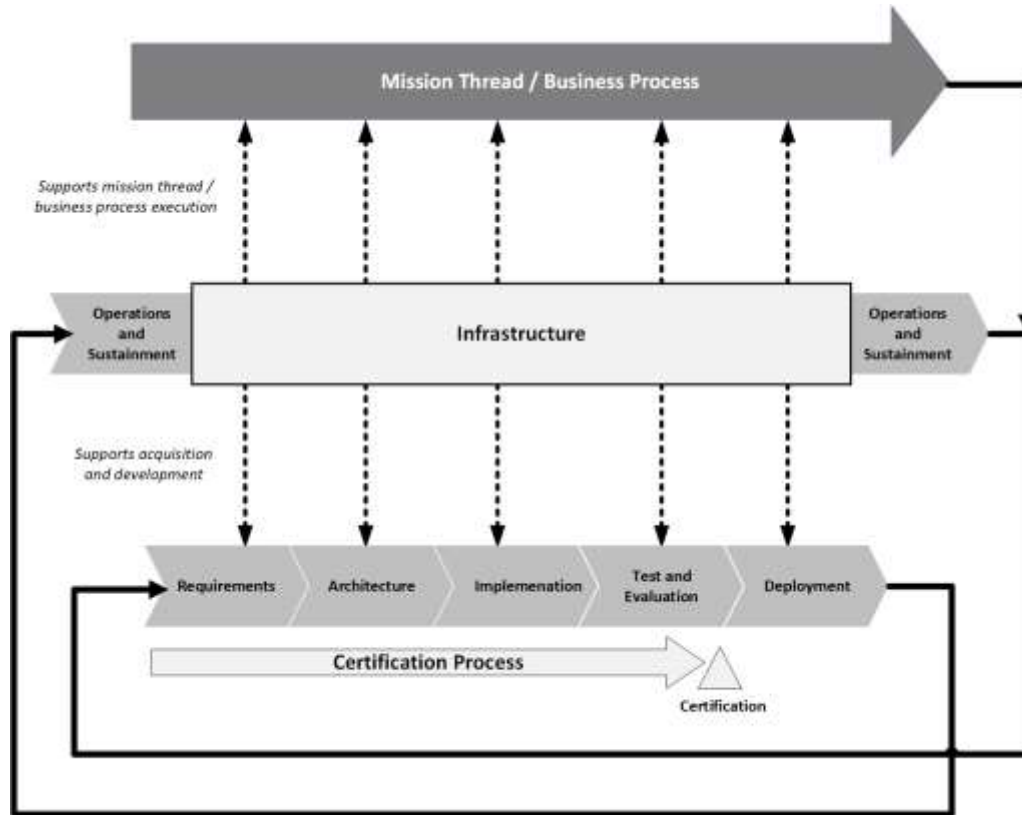 Mission Thread / Business Process
Supports mission thread /
business process execution
Operations
and
Sustainment
Infrastructure
Operations
and
Sustainment
Supports acquisition
and development
Requirements
Architecture
Implemenation
Test and
Evaluation
Deployment
Certification Process
Certification